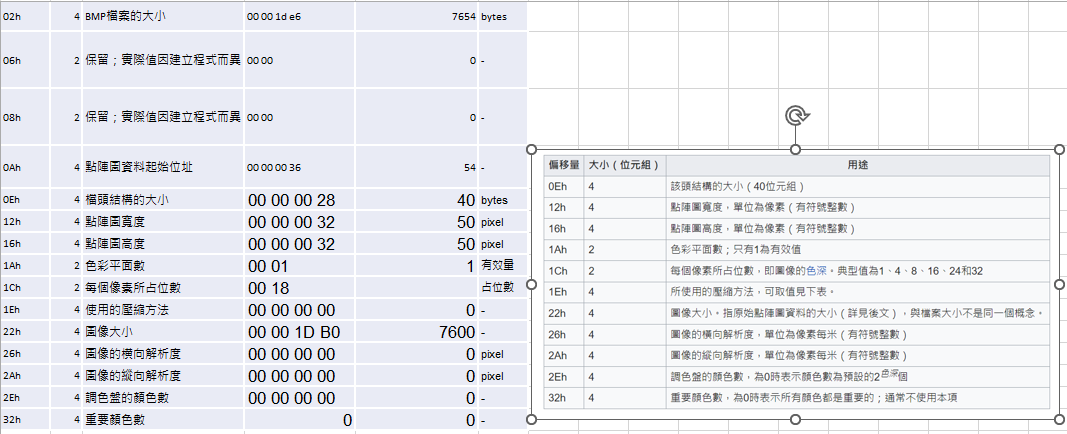 02h 4 BMP檔案的大小 00 00 1d e6 7654 bytes
06h 2 保留；實際值因建立程式而異 00 00 0 -
08h 2 保留；實際值因建立程式而異 00 00 0 -
0Ah 4 點陣圖資料起始位址 00 00 00 36 54 -
0Eh 4 檔頭結構的大小 00 00 00 28 40 bytes
12h 4 點陣圖寬度 00 00 00 32 50 pixel
16h 4 點陣圖高度 00 00 00 32 50 pixel
1Ah 2 色彩平面數 00 01 1 有效量
1Ch 2 每個像素所占位數 00 18 占位數
1Eh 4 使用的壓縮方法 00 00 00 00 0 -
22h 4 圖像大小 00 00 1D B0 7600 -
26h 4 圖像的橫向解析度 00 00 00 00 0 pixel
2Ah 4 圖像的縱向解析度 00 00 00 00 0 pixel
2Eh 4 調色盤的顏色數 00 00 00 00 0 -
32h 4 重要顏色數 0 0 -
偏移量 大小（位元組） 用途
0Eh 4 該頭結構的大小（40位元組）
12h 4 點陣圖寬度，單位為像素（有符號整數）
16h 4 點陣圖高度，單位為像素（有符號整數）
1Ah 2 色彩平面數；只有1為有效值
1Ch 2 每個像素所占位數，即圖像的色深。典型值為1、4、8、16、24和32
1Eh 4 所使用的壓縮方法，可取值見下表。
22h 4 圖像大小。指原始點陣圖資料的大小（詳見後文），與檔案大小不是同一個概念。
26h 4 圖像的橫向解析度，單位為像素每米（有符號整數）
2Ah 4 圖像的縱向解析度，單位為像素每米（有符號整數）
2Eh 4 調色盤的顏色數，為0時表示顏色數為預設的2色深個
32h 4 重要顏色數，為0時表示所有顏色都是重要的；通常不使用本項